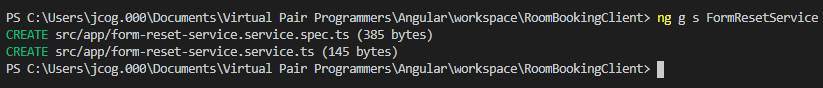 PS C:\Users\jcog.000\Documents\Virtual Pair Programmers\Angular\workspace\RoomBookingClient> ng g s FormResetService
CREATE src/app/form-reset-service.service.spec.ts (385 bytes)
CREATE src/app/form-reset-service.service.ts (145 bytes)
PS C:\Users\jcog.000\Documents\Virtual Pair Programmers\Angular\workspace\RoomBookingClient>